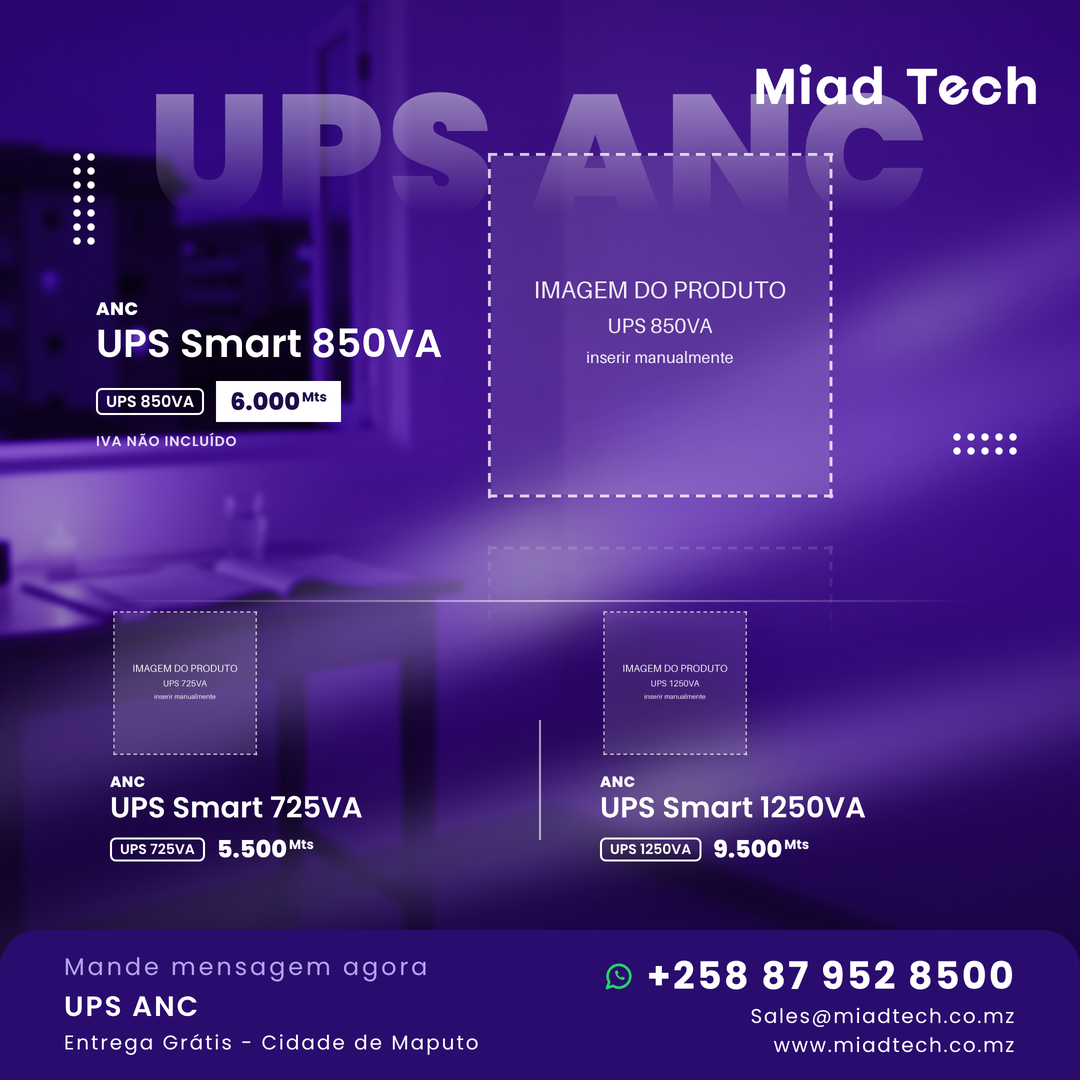 Miad Tech
UPS ANC
IMAGEM DO PRODUTO
UPS 850VA
inserir manualmente
ANC
UPS Smart 850VA
UPS 850VA 6.000 Mts
IVA NÃO INCLUÍDO
IMAGEM DO PRODUTO
UPS 725VA
inserir manualmente
ANC
UPS Smart 725VA
UPS 725VA 5.500 Mts
IMAGEM DO PRODUTO
UPS 1250VA
inserir manualmente
ANC
UPS Smart 1250VA
UPS 1250VA 9.500 Mts
Mande mensagem agora
UPS ANC
Entrega Grátis - Cidade de Maputo
+258 87 952 8500
Sales@miadtech.co.mz
www.miadtech.co.mz